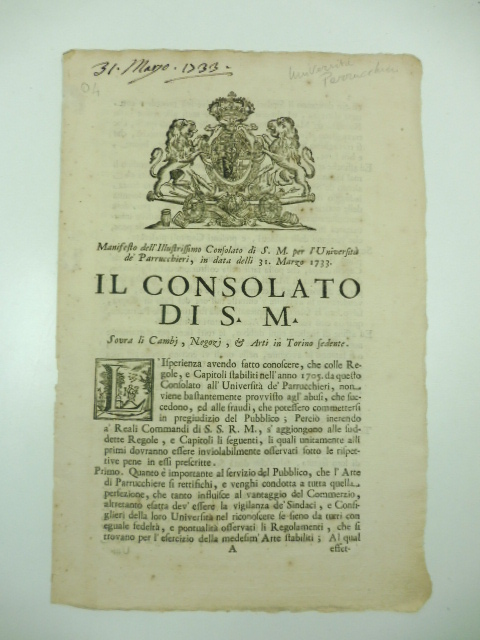 31. Marzo. 1733.
Università
Parrucchieri
04
Manifesto dell'Illustrissimo Consolato di S. M. per l'Università
de' Parrucchieri, in data delli 31. Marzo 1733.
IL CONSOLATO
DI S. M.
Sovra li Cambj, Negozj, & Arti in Torino sedente.
L'Isperienza avendo fatto conoscere, che colle Re-
gole, e Capitoli stabiliti nell' anno 1705. da questo
Consolato all' Università de' Parrucchieri, non
viene bastantemente provvisto agl' abusi, che suc-
cedono, ed alle fraudi, che potessero commettersi
in pregiudizio del Pubblico; Perciò inerendo
a' Reali Commandi di S. S. R. M., s' aggiongono alle sud-
dette Regole, e Capitoli li seguenti, li quali unitamente alli
primi dovranno essere inviolabilmente osservati sotto le rispet-
tive pene in essi prescritte.
Primo. Quanto è importante al servizio del Pubblico, che l' Arte
di Parrucchiere si rettifichi, e venghi condotta a tutta quella
perfezione, che tanto influisce al vantaggio del Commerzio,
altretanto esatta dev' essere la vigilanza de' Sindaci, e Consi-
glieri della loro Università nel riconoscere se sieno da tutti con
eguale fedeltà, e pontualità osservati li Regolamenti, che si
trovano per l' esercizio della medesim' Arte stabiliti; Al qual
A effet-